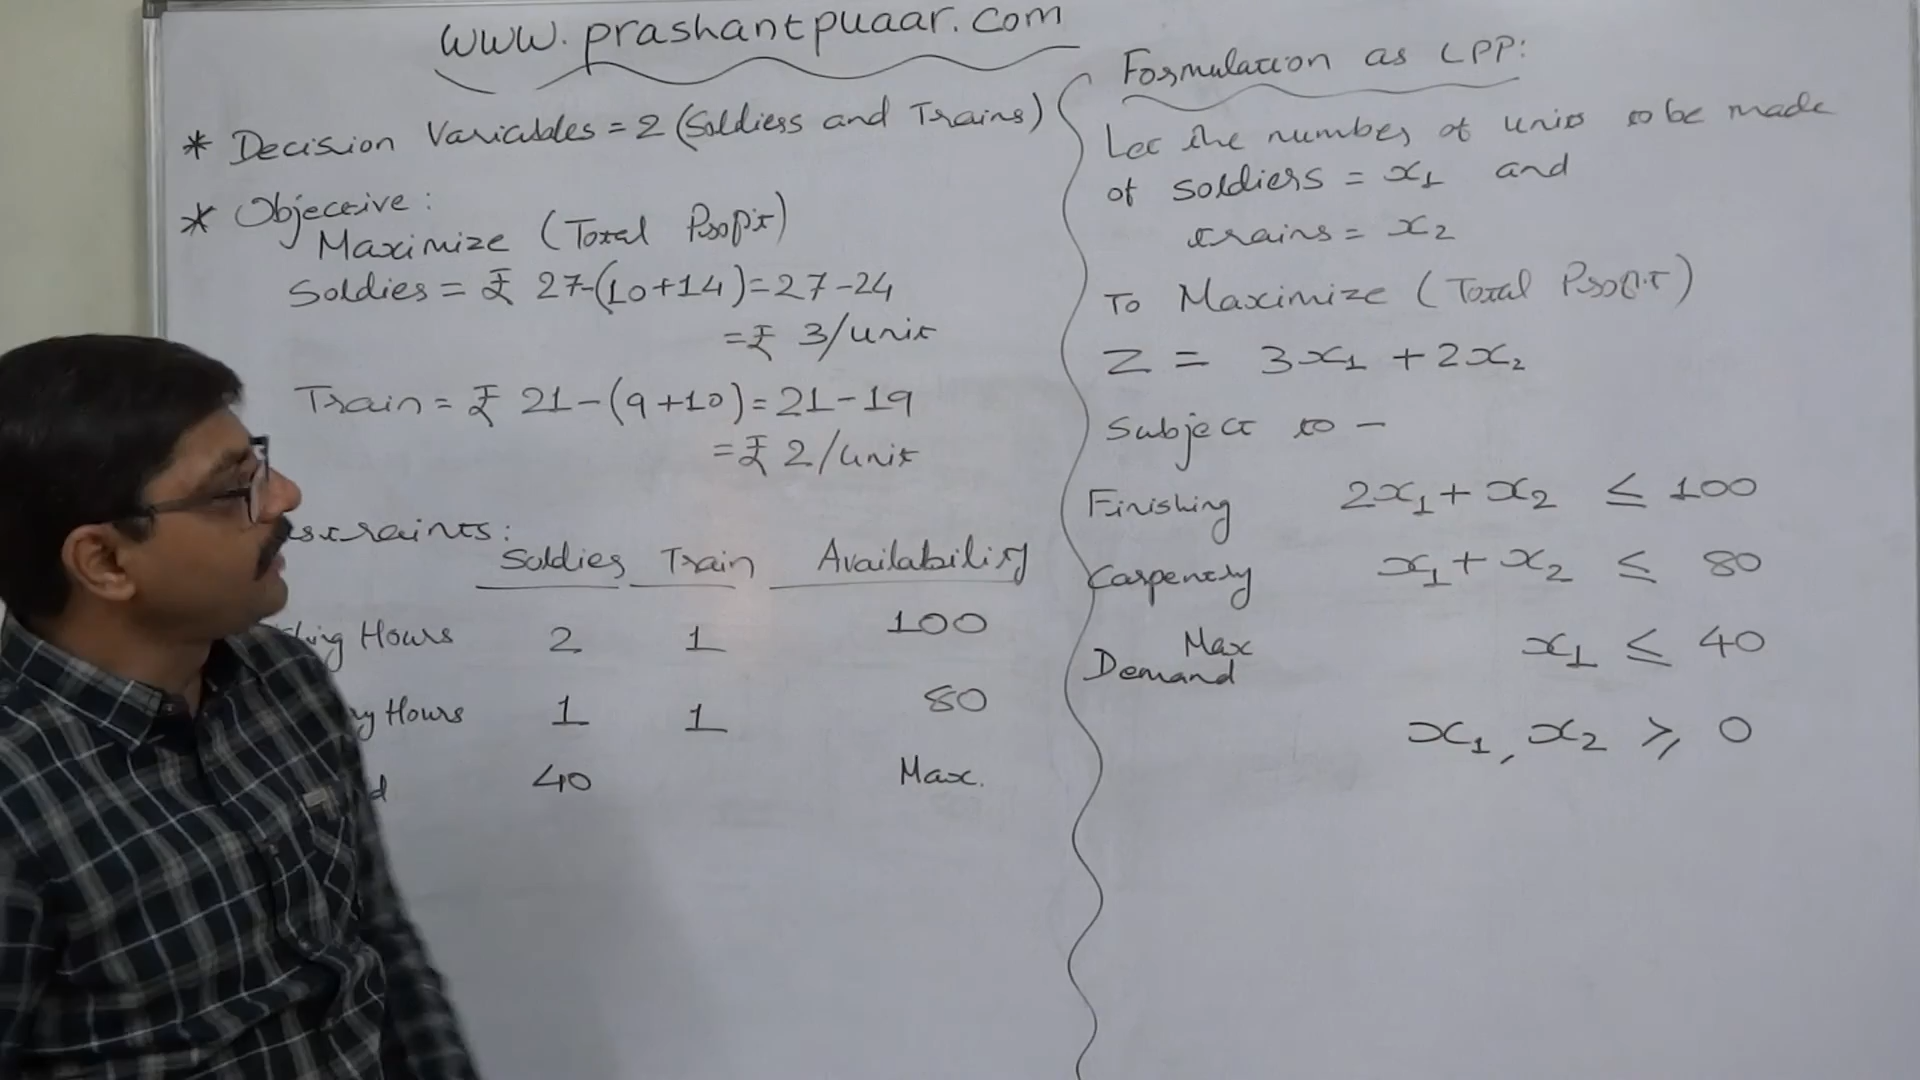 www.prashantpuaar.com
* Decision Variables = 2 (Soldiers and Trains)
* Objective:
Maximize (Total Profit)
Soldier = ₹ 27-(10+14)=27-24
=₹ 3/unit
Train = ₹ 21-(9+10)=21-19
=₹ 2/unit
straints:
Soldier Train Availability
Hours 2 1 100
y Hours 1 1 80
d 40 Max.
Formulation as LPP:
Let the number of units to be made
of soldiers = x₁ and
trains = x₂
To Maximize (Total Profit)
Z = 3x₁ + 2x₂
Subject to -
Finishing 2x₁ + x₂ ≤ 100
Carpentry x₁ + x₂ ≤ 80
Max
Demand x₁ ≤ 40
x₁, x₂ ≥ 0